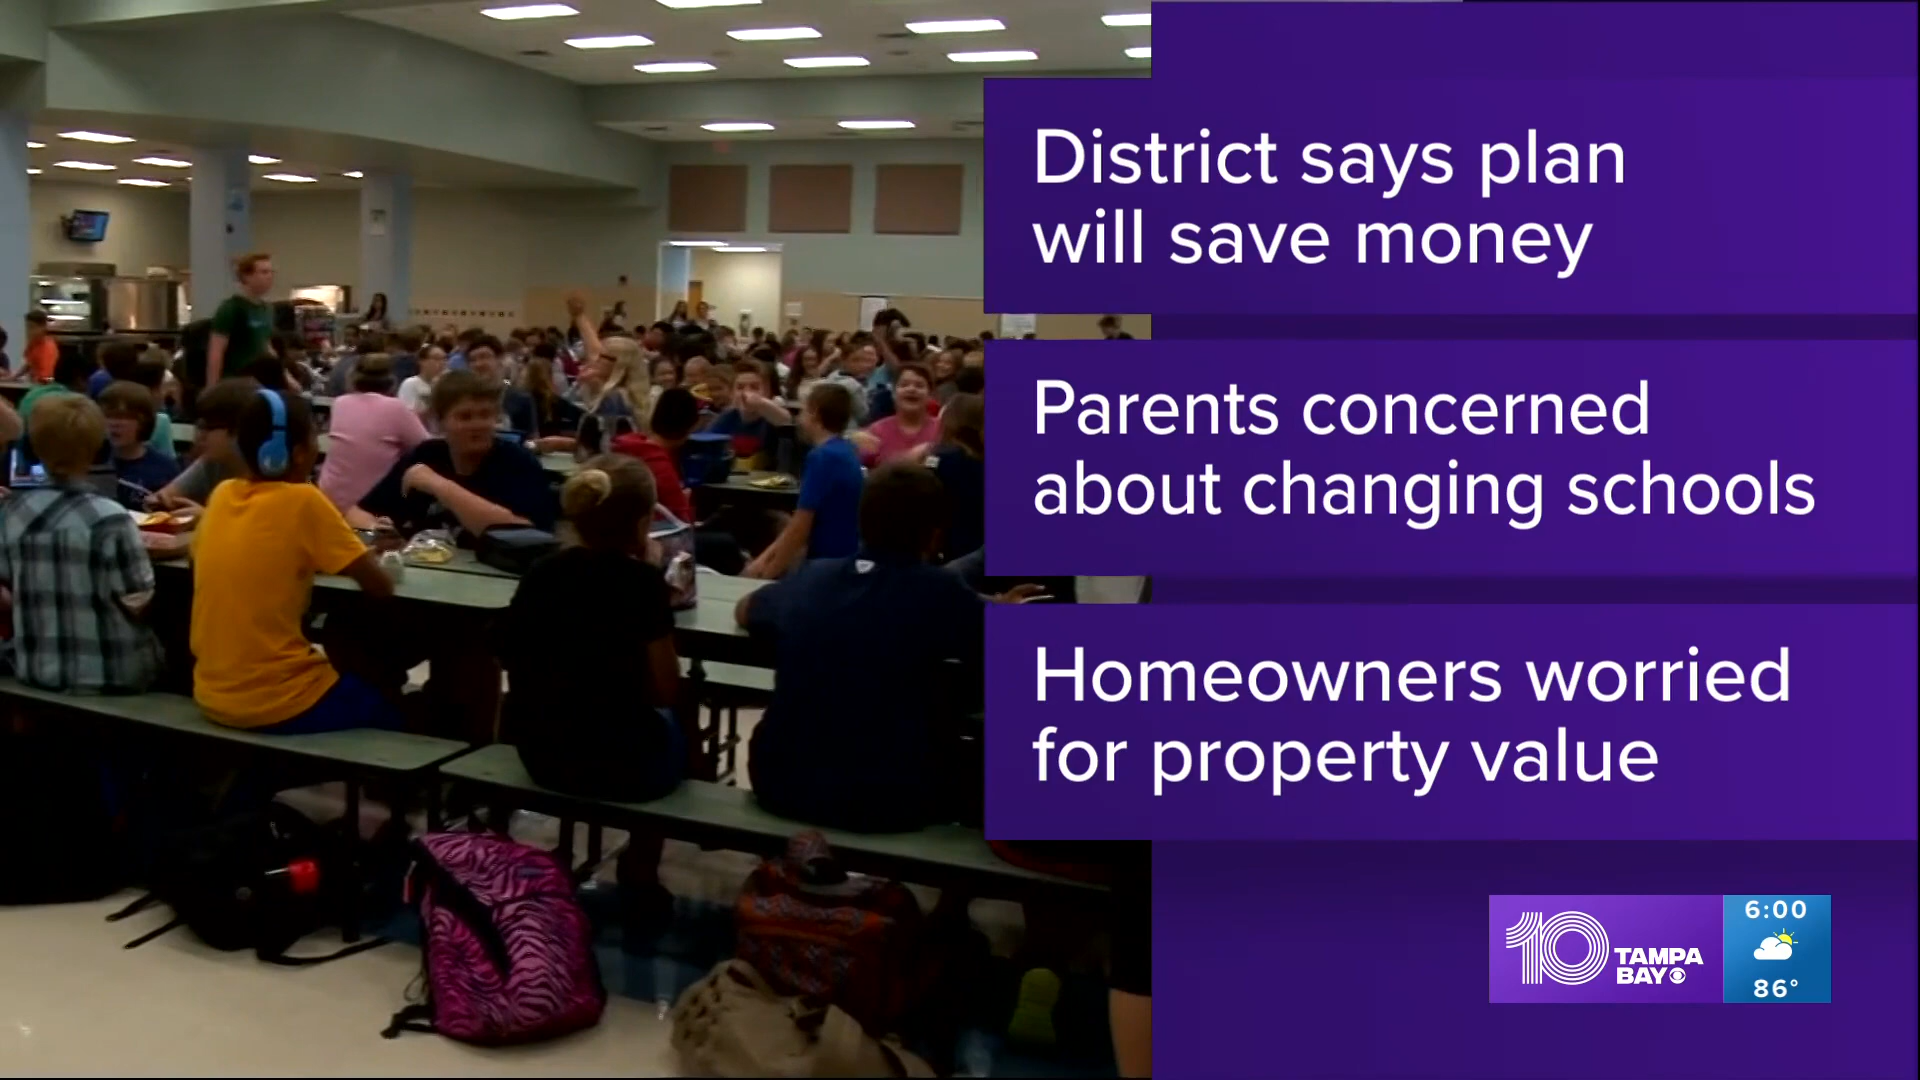 District says plan
will save money
Parents concerned
about changing schools
Homeowners worried
for property value
10 TAMPA
BAY
6:00
86°